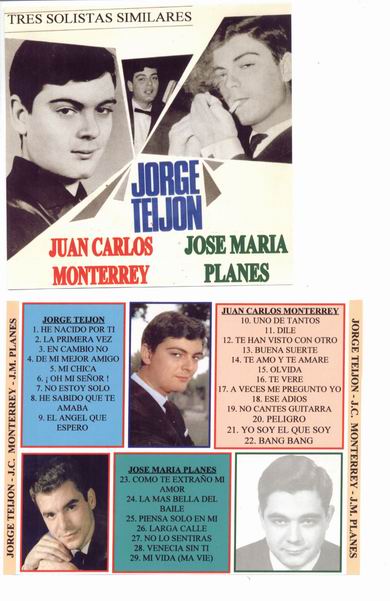 TRES SOLISTAS SIMILARES
JORGE
TEIJON
JUAN CARLOS
MONTERREY
JOSE MARIA
PLANES
JORGE TEIJON - J.C. MONTERREY - J.M. PLANES
JORGE TEIJON
1. HE NACIDO POR TI
2. LA PRIMERA VEZ
3. EN CAMBIO NO
4. DE MI MEJOR AMIGO
5. MI CHICA
6. ¡ OH MI SEÑOR !
7. NO ESTOY SOLO
8. HE SABIDO QUE TE
AMABA
9. EL ANGEL QUE
ESPERO
JUAN CARLOS MONTERREY
10. UNO DE TANTOS
11. DILE
12. TE HAN VISTO CON OTRO
13. BUENA SUERTE
14. TE AMO Y TE AMARE
15. OLVIDA
16. TE VERE
17. A VECES ME PREGUNTO YO
18. ESE ADIOS
19. NO CANTES GUITARRA
20. PELIGRO
21. YO SOY EL QUE SOY
22. BANG BANG
JOSE MARIA PLANES
23. COMO TE EXTRAÑO MI
AMOR
24. LA MAS BELLA DEL
BAILE
25. PIENSA SOLO EN MI
26. LARGA CALLE
27. NO LO SENTIRAS
28. VENECIA SIN TI
29. MI VIDA (MA VIE)
JORGE TEIJON - J.C. MONTERREY - J.M. PLANES